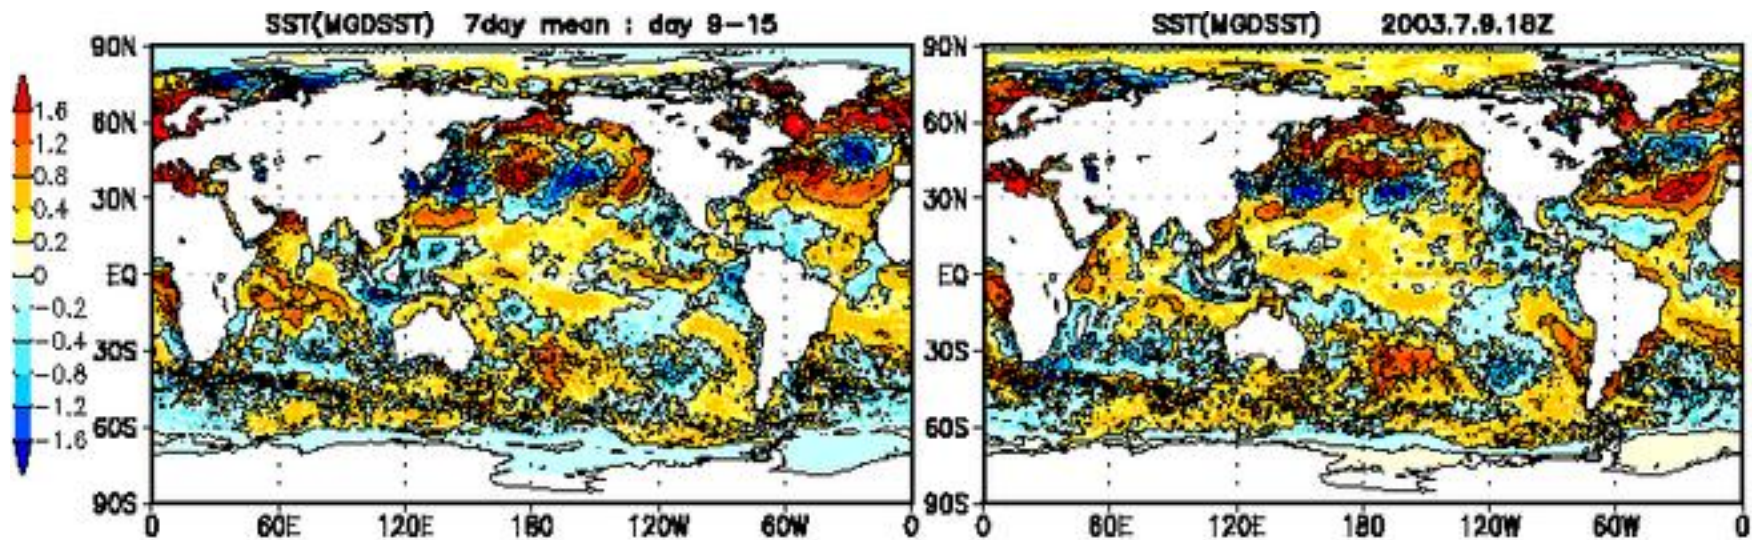 SST(MGDSST) 7day mean : day 9-15
SST(MGDSST) 2003.7.9.18Z
1.6
1.2
0.8
0.4
0.2
0
-0.2
-0.4
-0.8
-1.2
-1.6
90N
60N
30N
EQ
30S
60S
90S
0 60E 120E 180 120W 60W 0
90N
60N
30N
EQ
30S
60S
90S
0 60E 120E 180 120W 60W 0